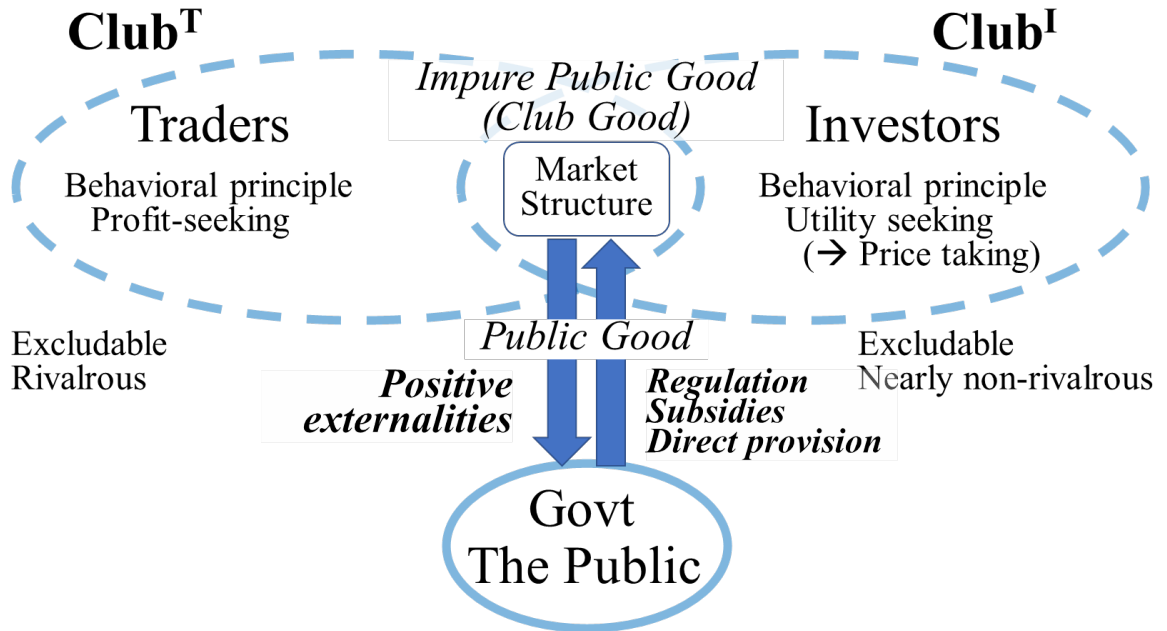 Club^T
Club^I
Impure Public Good
(Club Good)
Traders
Investors
Behavioral principle
Profit-seeking
Market
Structure
Behavioral principle
Utility seeking
(→ Price taking)
Excludable
Rivalrous
Public Good
Excludable
Nearly non-rivalrous
Positive
externalities
Regulation
Subsidies
Direct provision
Govt
The Public